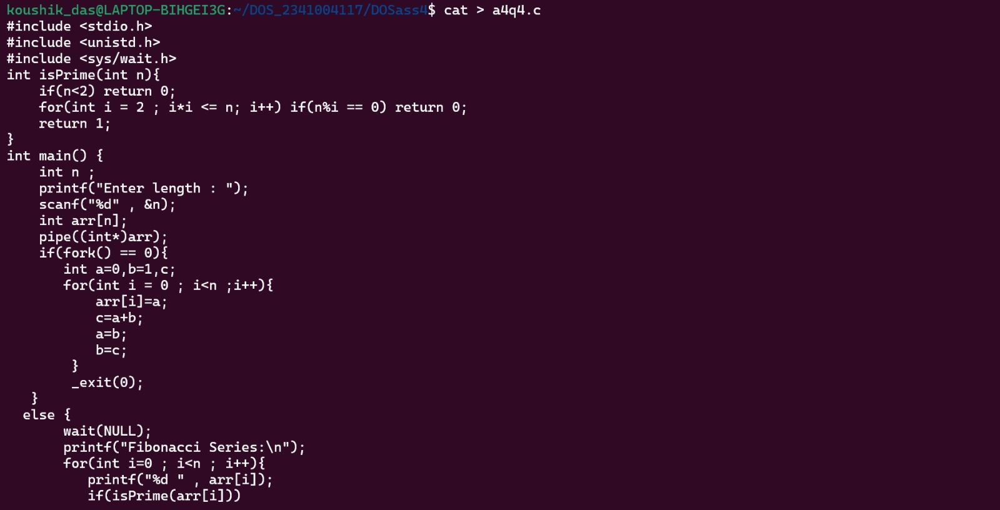 koushik_das@LAPTOP-BIHGEI3G:~/DOS_2341004117/DOSass4$ cat > a4q4.c
#include <stdio.h>
#include <unistd.h>
#include <sys/wait.h>
int isPrime(int n){
    if(n<2) return 0;
    for(int i = 2 ; i*i <= n; i++) if(n%i == 0) return 0;
    return 1;
}
int main() {
    int n ;
    printf("Enter length : ");
    scanf("%d" , &n);
    int arr[n];
    pipe((int*)arr);
    if(fork() == 0){
       int a=0,b=1,c;
       for(int i = 0 ; i<n ;i++){
           arr[i]=a;
           c=a+b;
           a=b;
           b=c;
        }
        _exit(0);
   }
  else {
       wait(NULL);
       printf("Fibonacci Series:\n");
       for(int i=0 ; i<n ; i++){
          printf("%d " , arr[i]);
          if(isPrime(arr[i]))